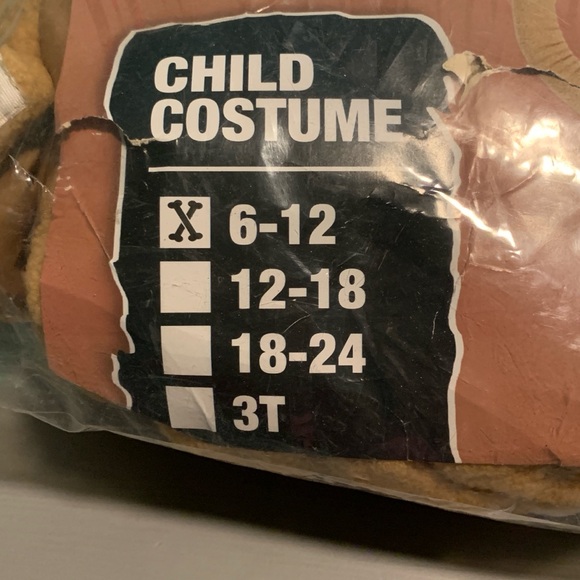 CHILD
COSTUME
X 6-12
12-18
18-24
3T